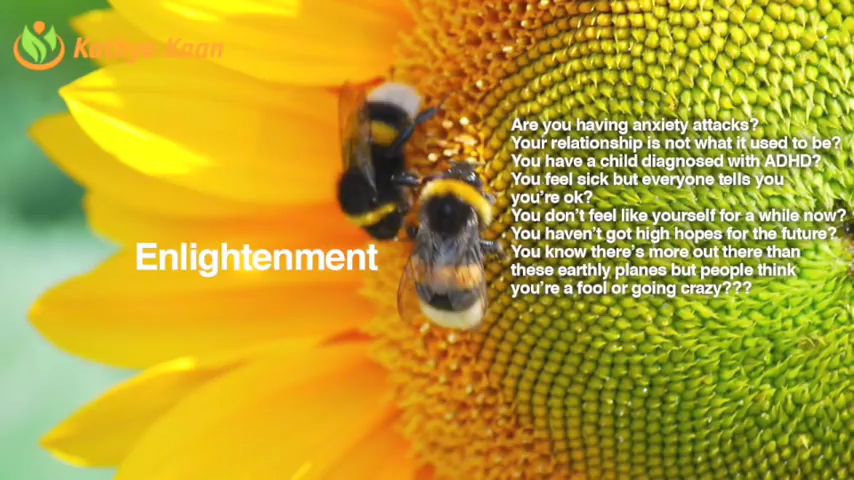 Enlightenment
Are you having anxiety attacks?
Your relationship is not what it used to be?
You have a child diagnosed with ADHD?
You feel sick but everyone tells you
you're ok?
You don't feel like yourself for a while now?
You haven't got high hopes for the future?
You know there's more out there than
these earthly planes but people think
you're a fool or going crazy???